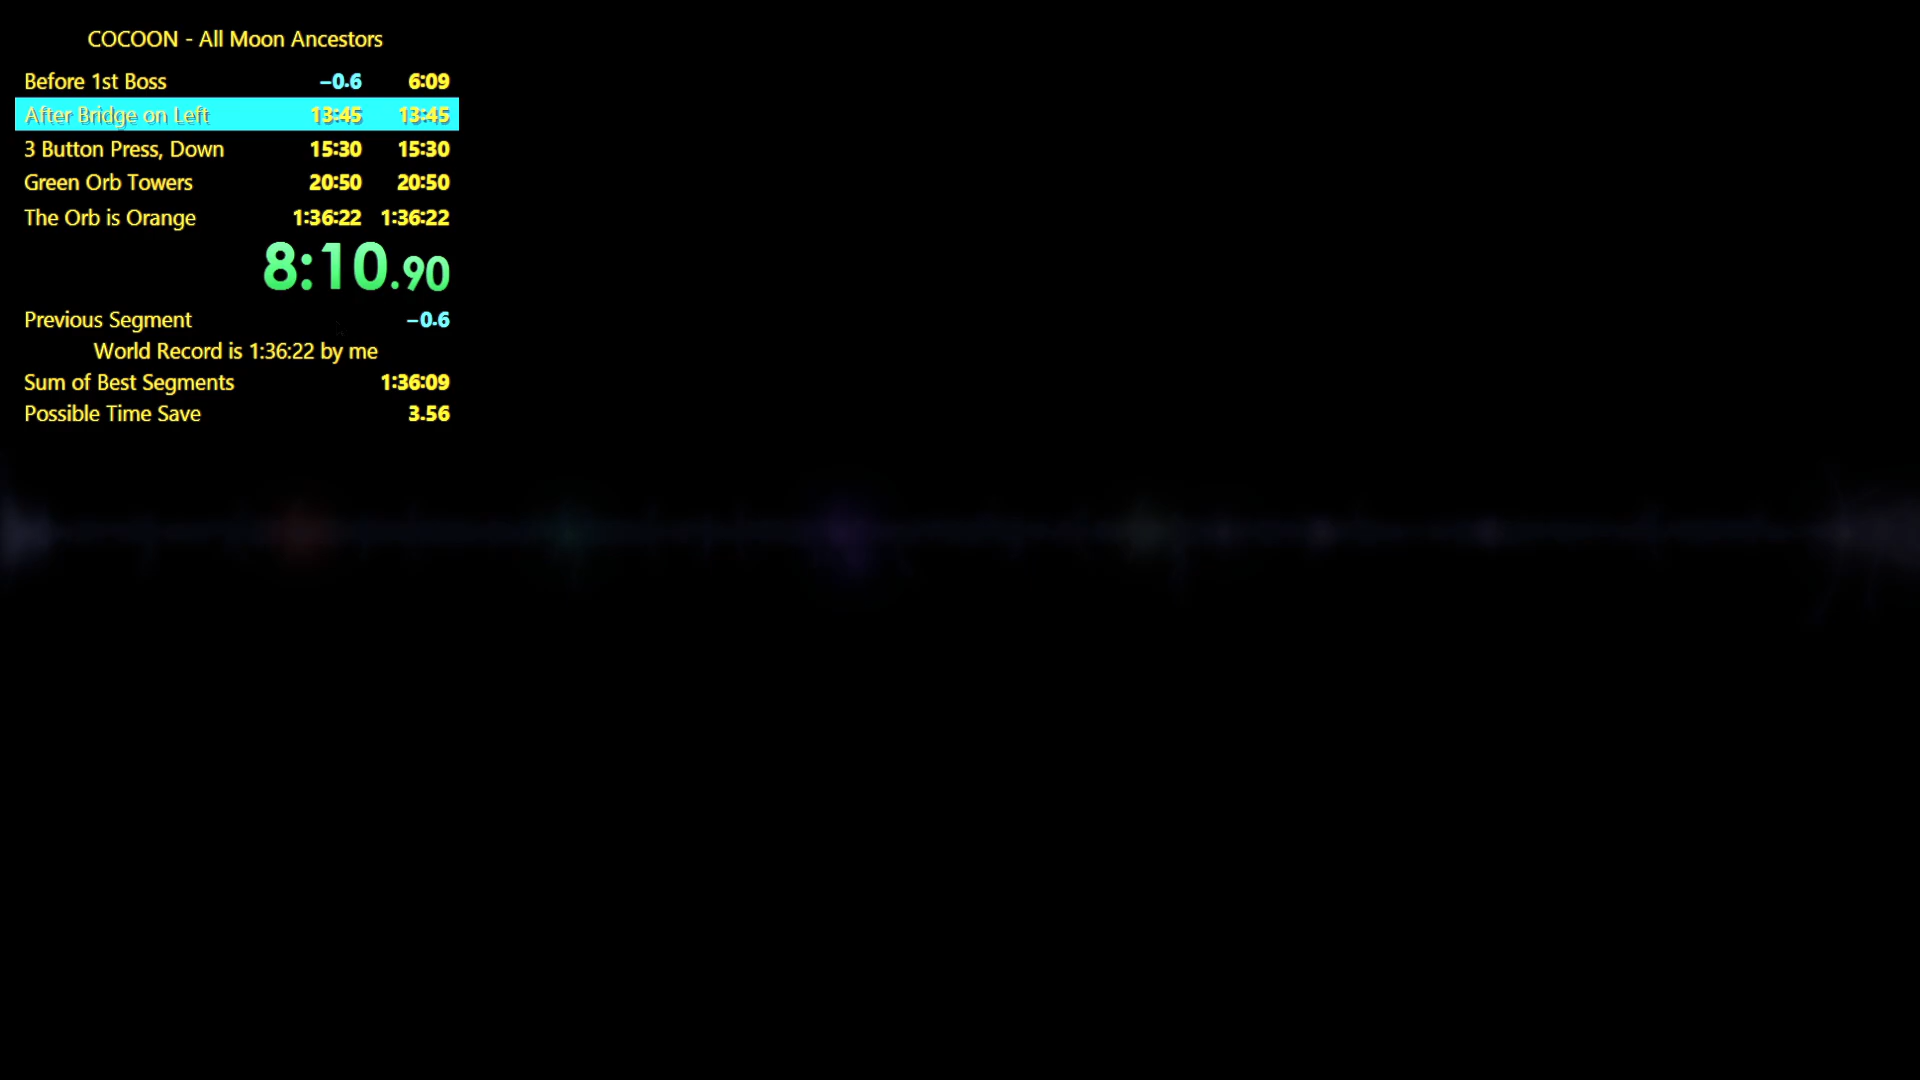 COCOON - All Moon Ancestors
Before 1st Boss −0.6 6:09
After Bridge on Left 13:45 13:45
3 Button Press, Down 15:30 15:30
Green Orb Towers 20:50 20:50
The Orb is Orange 1:36:22 1:36:22
8:10.90
Previous Segment −0.6
World Record is 1:36:22 by me
Sum of Best Segments 1:36:09
Possible Time Save 3.56